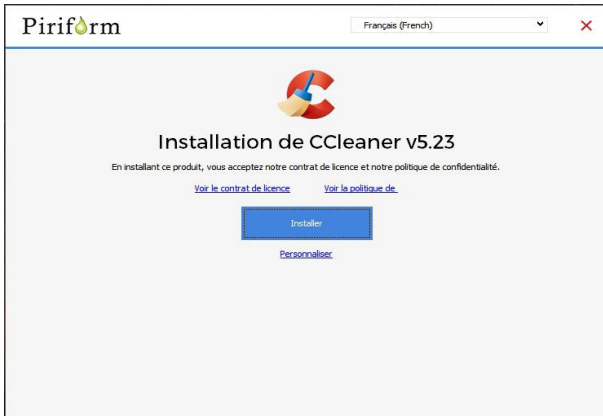 Piriform
Français (French)
Installation de CCleaner v5.23
En installant ce produit, vous acceptez notre contrat de licence et notre politique de confidentialité.
Voir le contrat de licence Voir la politique de
Installer
Personnaliser